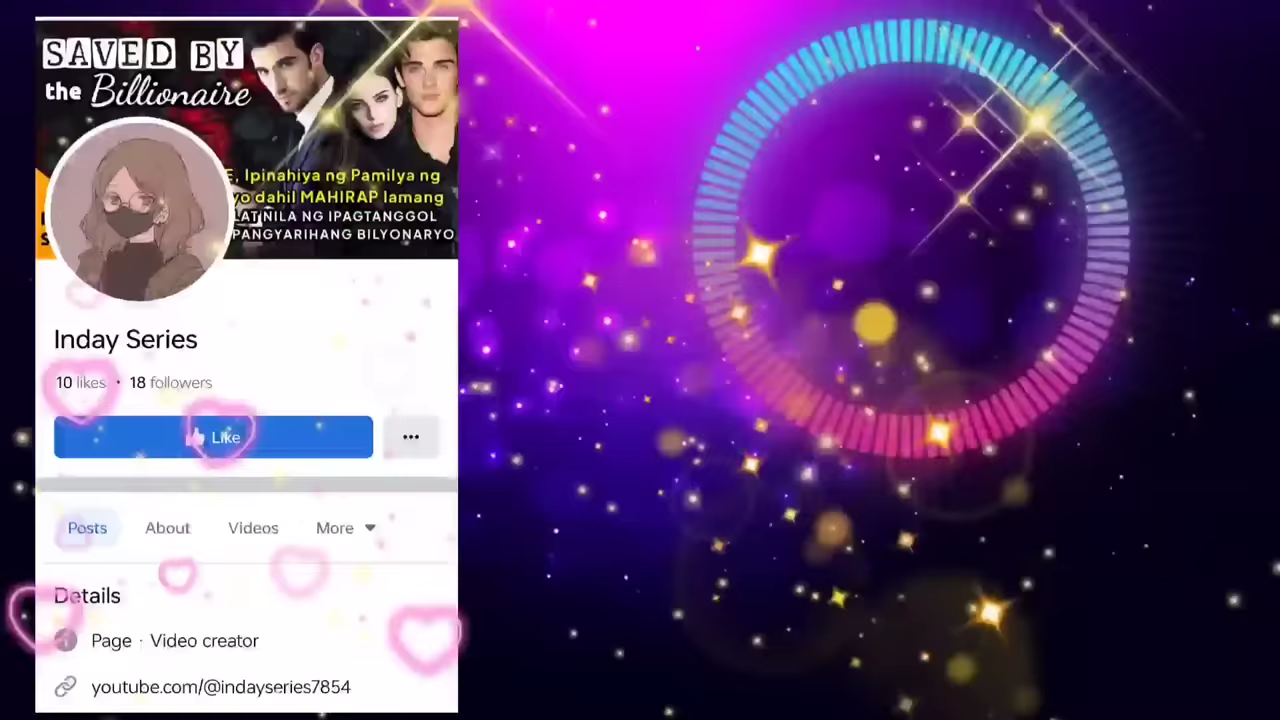 SAVED BY
the Billionaire
E, Ipinahiya ng Pamilya ng
yo dahil MAHIRAP lamang
LAT NILA NG IPAGTANGGOL
PANGYARIHANG BILYONARYO
Inday Series
10 likes · 18 followers
Like
Posts About Videos More
Details
Page · Video creator
youtube.com/@indayseries7854